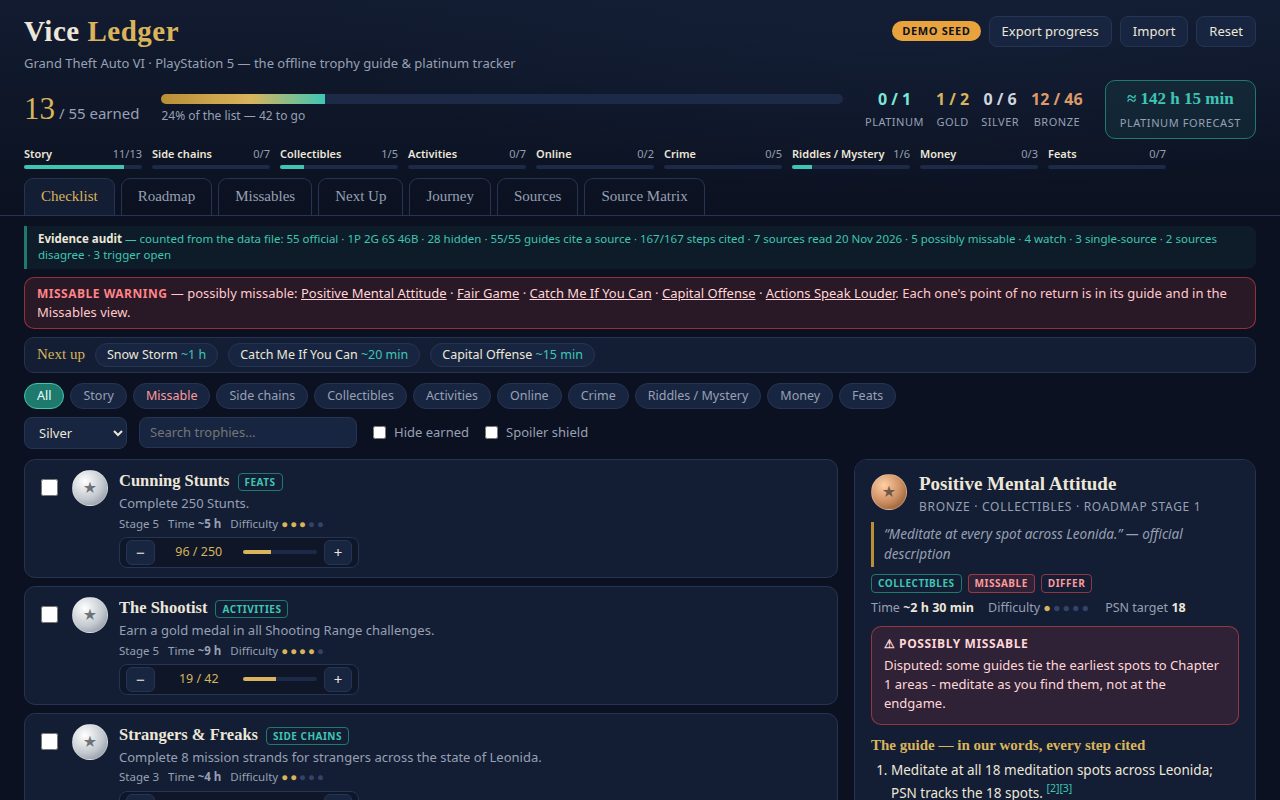 Vice Ledger
DEMO SEED
Export progress
Import
Reset
Grand Theft Auto VI · PlayStation 5 — the offline trophy guide & platinum tracker
13 / 55 earned
24% of the list — 42 to go
0 / 1
PLATINUM
1 / 2
GOLD
0 / 6
SILVER
12 / 46
BRONZE
≈ 142 h 15 min
PLATINUM FORECAST
Story 11/13
Side chains 0/7
Collectibles 1/5
Activities 0/7
Online 0/2
Crime 0/5
Riddles / Mystery 1/6
Money 0/3
Feats 0/7
Checklist
Roadmap
Missables
Next Up
Journey
Sources
Source Matrix
Evidence audit — counted from the data file: 55 official · 1P 2G 6S 46B · 28 hidden · 55/55 guides cite a source · 167/167 steps cited · 7 sources read 20 Nov 2026 · 5 possibly missable · 4 watch · 3 single-source · 2 sources
disagree · 3 trigger open
MISSABLE WARNING — possibly missable: Positive Mental Attitude · Fair Game · Catch Me If You Can · Capital Offense · Actions Speak Louder. Each one's point of no return is in its guide and in the
Missables view.
Next up
Snow Storm ~1 h
Catch Me If You Can ~20 min
Capital Offense ~15 min
All
Story
Missable
Side chains
Collectibles
Activities
Online
Crime
Riddles / Mystery
Money
Feats
Silver
Search trophies...
Hide earned
Spoiler shield
Cunning Stunts FEATS
Complete 250 Stunts.
Stage 5 Time ~5 h Difficulty
− 96 / 250 +
The Shootist ACTIVITIES
Earn a gold medal in all Shooting Range challenges.
Stage 5 Time ~9 h Difficulty
− 19 / 42 +
Strangers & Freaks SIDE CHAINS
Complete 8 mission strands for strangers across the state of Leonida.
Stage 3 Time ~4 h Difficulty
Positive Mental Attitude
BRONZE · COLLECTIBLES · ROADMAP STAGE 1
“Meditate at every spot across Leonida.” — official
description
COLLECTIBLES MISSABLE DIFFER
Time ~2 h 30 min Difficulty PSN target 18
⚠ POSSIBLY MISSABLE
Disputed: some guides tie the earliest spots to Chapter
1 areas - meditate as you find them, not at the
endgame.
The guide — in our words, every step cited
1. Meditate at all 18 meditation spots across Leonida;
PSN tracks the 18 spots. [2][3]